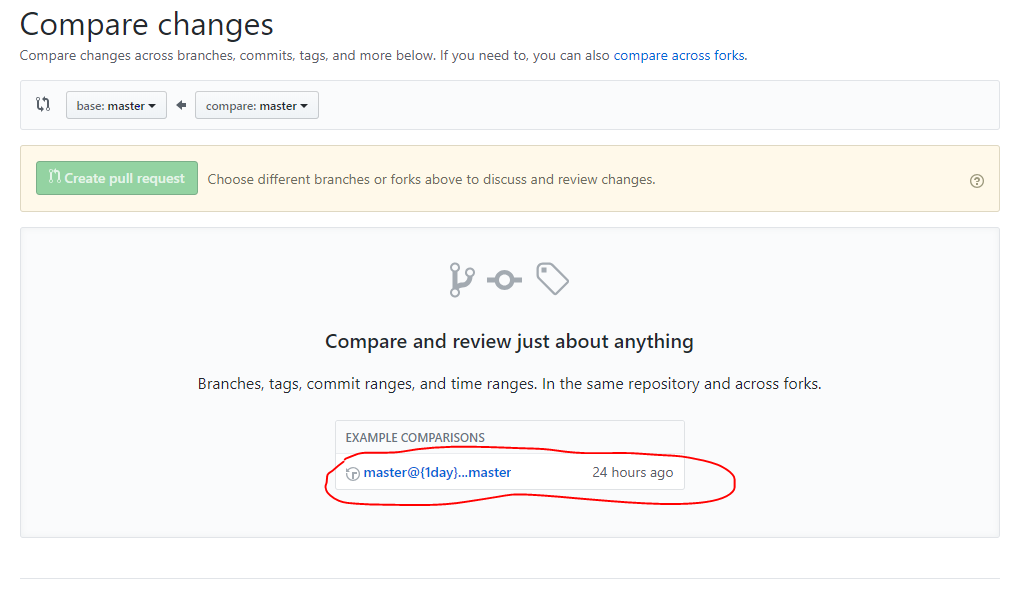 Compare changes
Compare changes across branches, commits, tags, and more below. If you need to, you can also compare across forks.
base: master compare: master
Create pull request Choose different branches or forks above to discuss and review changes.
Compare and review just about anything
Branches, tags, commit ranges, and time ranges. In the same repository and across forks.
EXAMPLE COMPARISONS
master@{1day}...master 24 hours ago